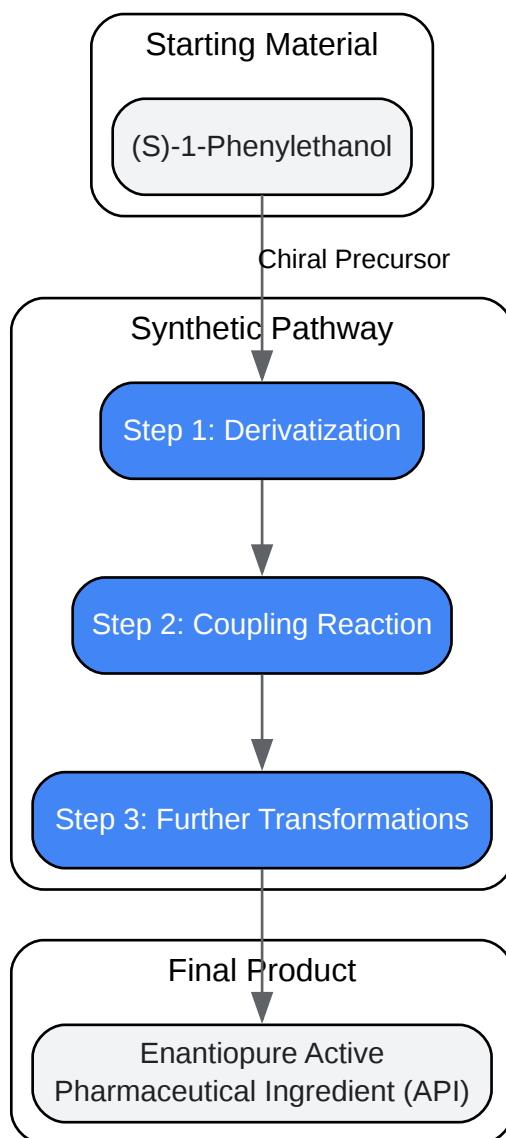 Starting Material
(S)-1-Phenylethanol
Chiral Precursor
Synthetic Pathway
Step 1: Derivatization
Step 2: Coupling Reaction
Step 3: Further Transformations
Final Product
Enantiopure Active
Pharmaceutical Ingredient (API)